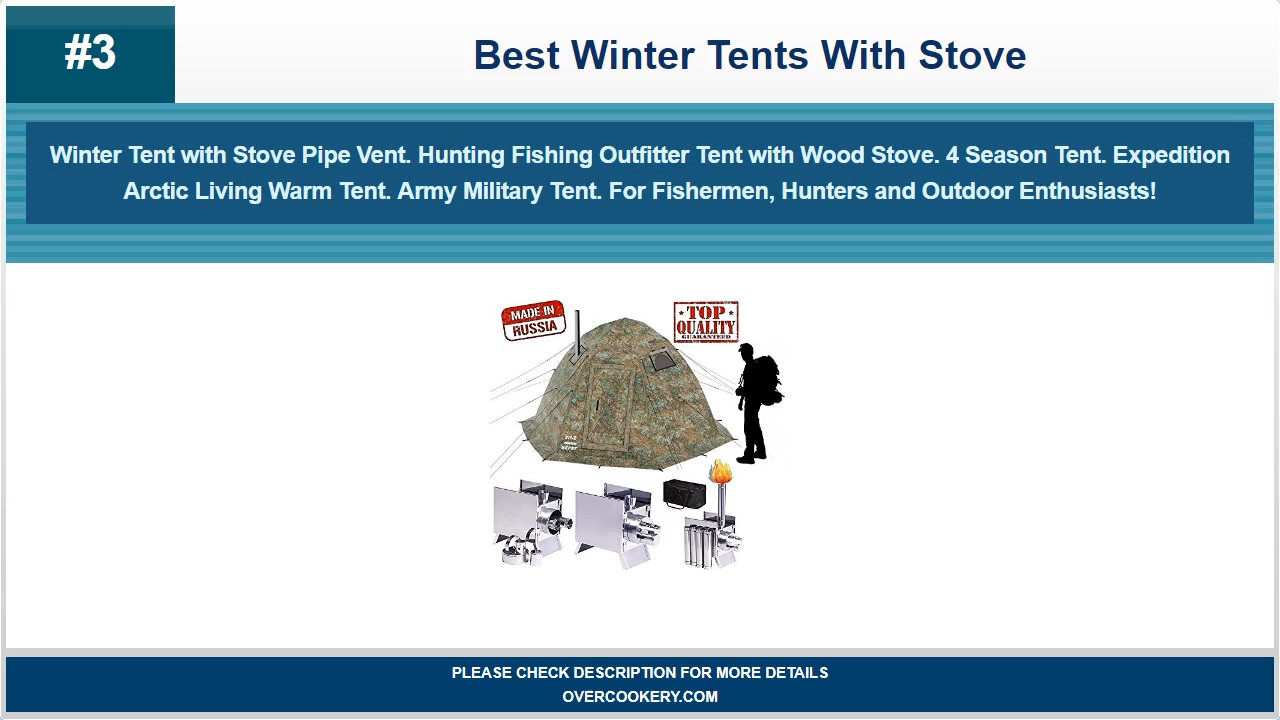 #3
Best Winter Tents With Stove
Winter Tent with Stove Pipe Vent. Hunting Fishing Outfitter Tent with Wood Stove. 4 Season Tent. Expedition
Arctic Living Warm Tent. Army Military Tent. For Fishermen, Hunters and Outdoor Enthusiasts!
MADE IN
RUSSIA
TOP
QUALITY
GUARANTEED
PLEASE CHECK DESCRIPTION FOR MORE DETAILS
OVERCOOKERY.COM